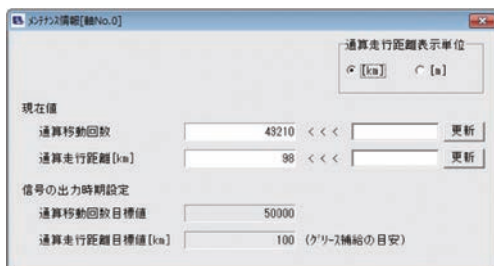 メンテナンス情報[軸No.0]
通算走行距離表示単位
[km] [m]
現在値
通算移動回数 43210 <<< 更新
通算走行距離[km] 98 <<< 更新
信号の出力時期設定
通算移動回数目標値 50000
通算走行距離目標値[km] 100 (グリース補給の目安)